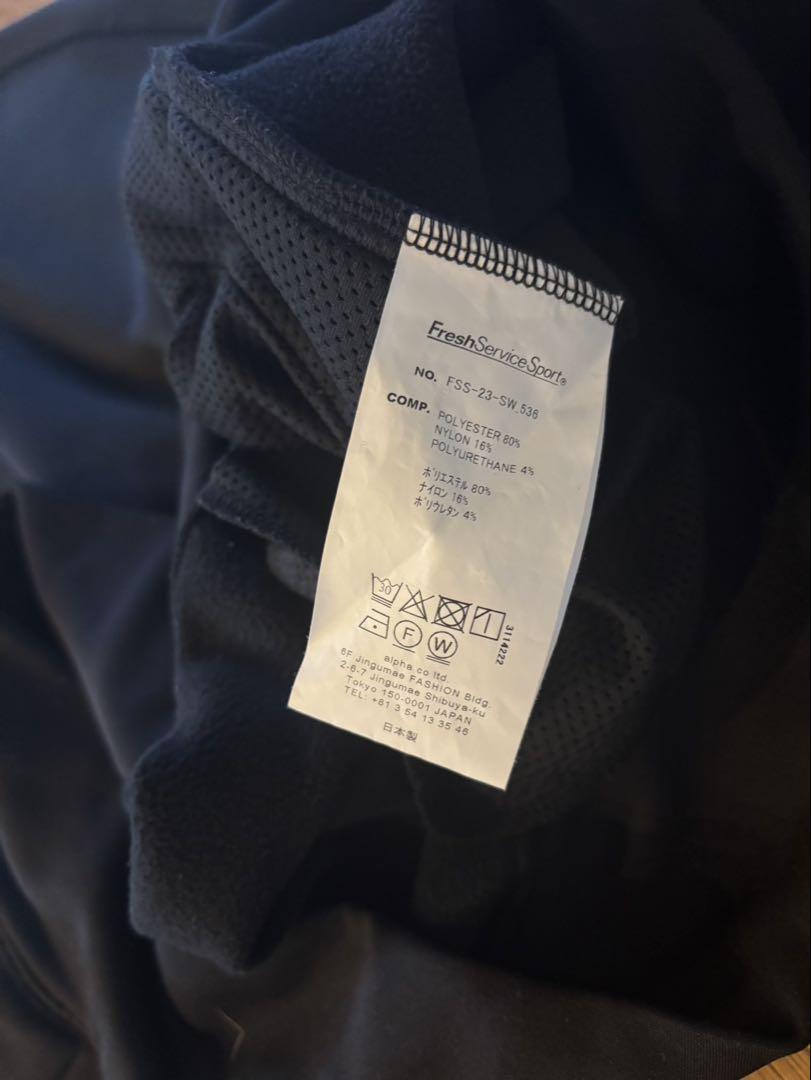 FreshServiceSport®
NO. FSS-23-SW_536
COMP. POLYESTER 80%
NYLON 16%
POLYURETHANE 4%
ポリエステル 80%
ナイロン 16%
ポリウレタン 4%
30
F W
3114222
alpha.co ltd.
6F Jingumae FASHION Bldg.
2-6-7 Jingumae Shibuya-ku
Tokyo 150-0001 JAPAN
TEL: +81 3 54 13 35 46
日本製